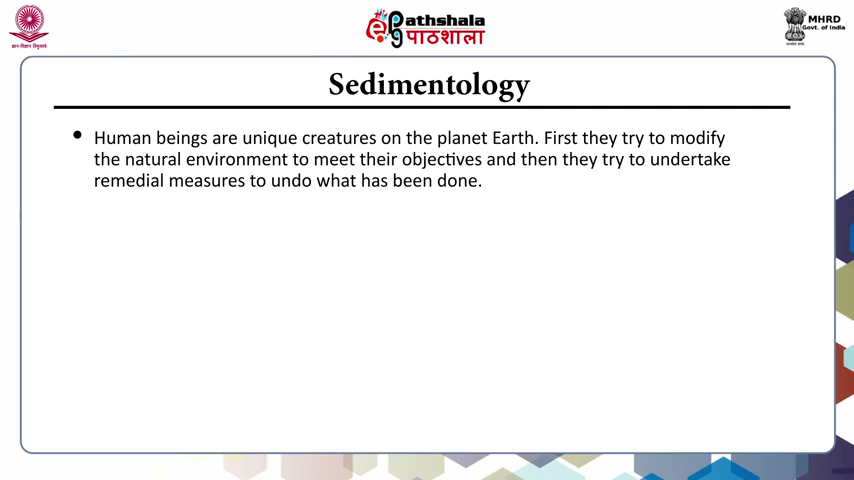 ज्ञान-विज्ञान विमुक्तये
ePathshala
पाठशाला
MHRD
Govt. of India
Sedimentology
• Human beings are unique creatures on the planet Earth. First they try to modify
the natural environment to meet their objectives and then they try to undertake
remedial measures to undo what has been done.